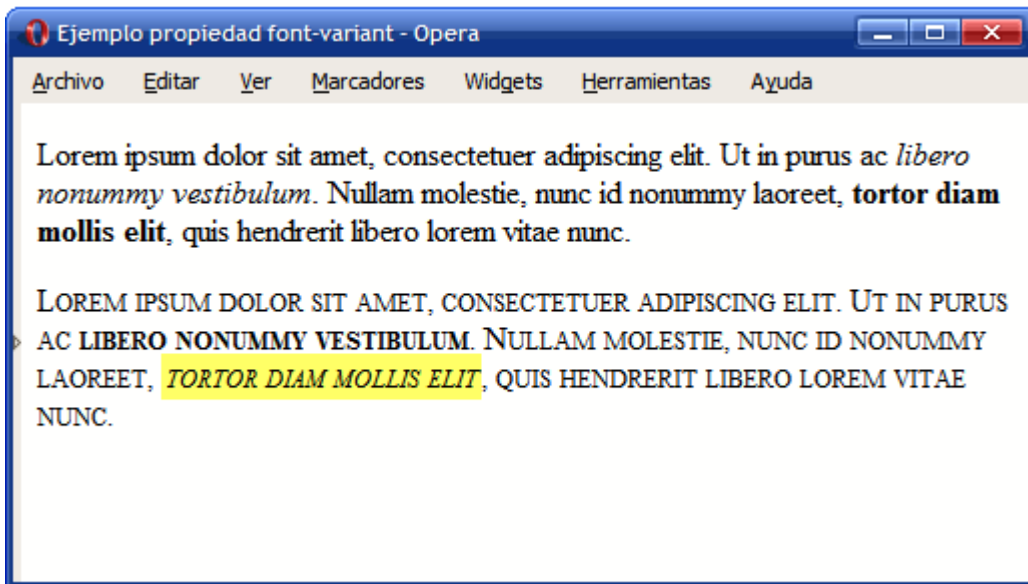 Ejemplo propiedad font-variant - Opera
Archivo Editar Ver Marcadores Widgets Herramientas Ayuda
Lorem ipsum dolor sit amet, consectetuer adipiscing elit. Ut in purus ac libero
nonummy vestibulum. Nullam molestie, nunc id nonummy laoreet, tortor diam
mollis elit, quis hendrerit libero lorem vitae nunc.
LOREM IPSUM DOLOR SIT AMET, CONSECTETUER ADIPISCING ELIT. UT IN PURUS
AC LIBERO NONUMMY VESTIBULUM. NULLAM MOLESTIE, NUNC ID NONUMMY
LAOREET, TORTOR DIAM MOLLIS ELIT, QUIS HENDRERIT LIBERO LOREM VITAE
NUNC.